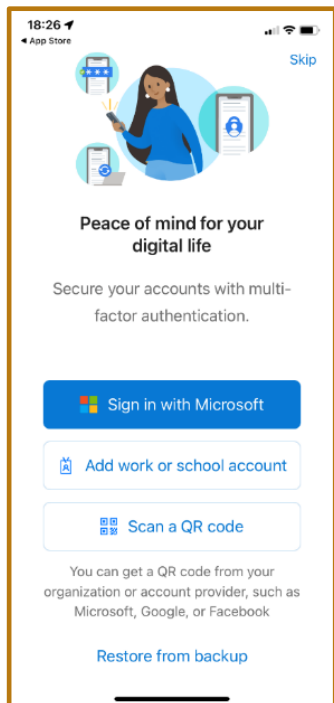 18:26
App Store
Skip
Peace of mind for your
digital life
Secure your accounts with multi-
factor authentication.
Sign in with Microsoft
Add work or school account
Scan a QR code
You can get a QR code from your
organization or account provider, such as
Microsoft, Google, or Facebook
Restore from backup